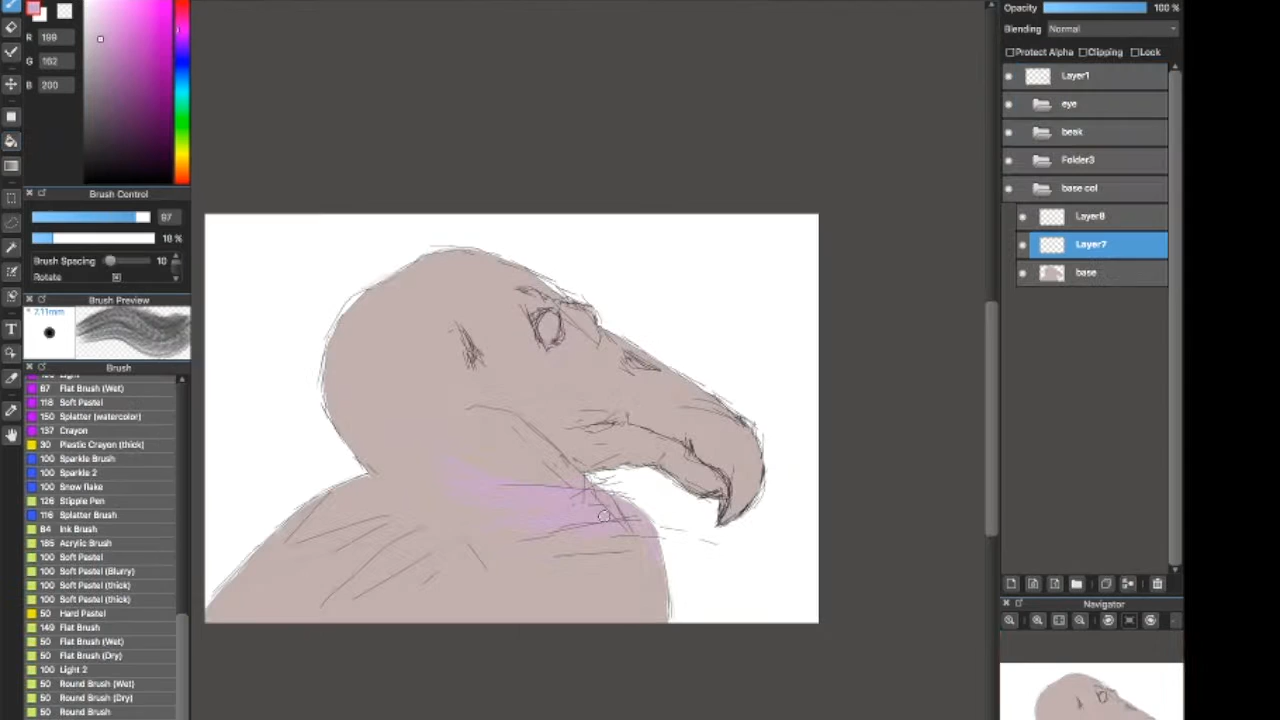 R 199
G 162
B 200
Brush Control
67
10 %
Brush Spacing 10
Rotate
Brush Preview
* 7.11mm
Brush
67 Flat Brush (Wet)
118 Soft Pastel
150 Splatter (watercolor)
137 Crayon
30 Plastic Crayon (thick)
100 Sparkle Brush
100 Sparkle 2
100 Snow flake
126 Stipple Pen
116 Splatter Brush
84 Ink Brush
185 Acrylic Brush
100 Soft Pastel
100 Soft Pastel (Blurry)
100 Soft Pastel (thick)
100 Soft Pastel (thick)
50 Hard Pastel
149 Flat Brush
50 Flat Brush (Wet)
50 Flat Brush (Dry)
100 Light 2
50 Round Brush (Wet)
50 Round Brush (Dry)
50 Round Brush
Opacity 100 %
Blending Normal
Protect Alpha Clipping Lock
Layer1
eye
beak
Folder3
base col
Layer8
Layer7
base
Navigator